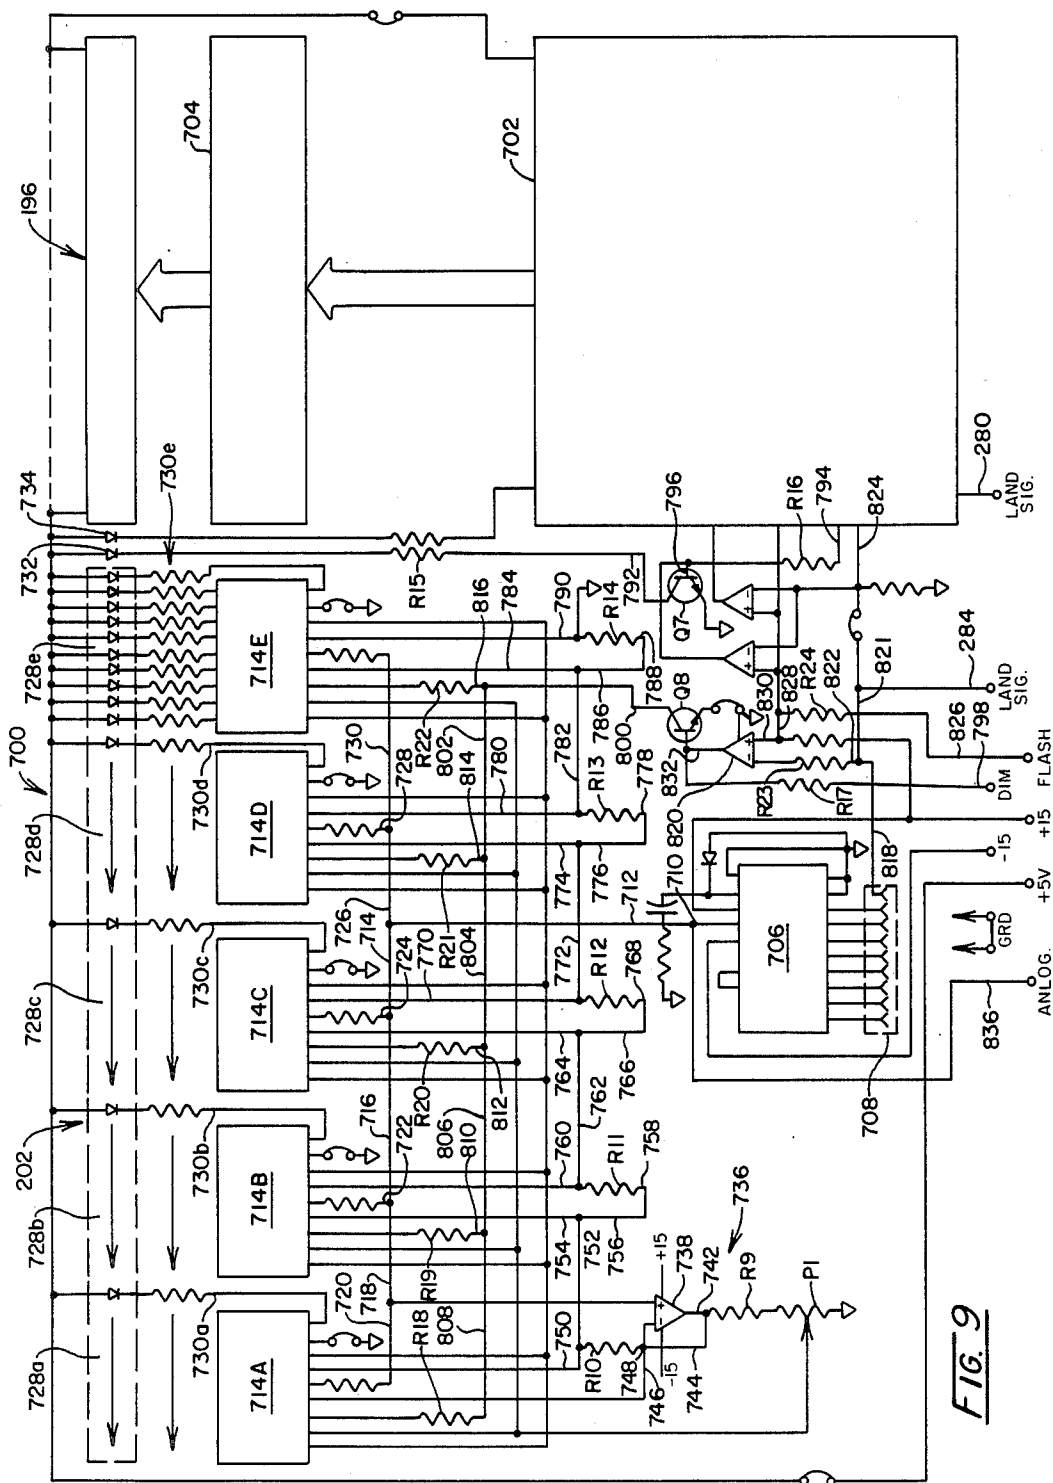 700
196
704
702
734
732
730e
728e
728d
728c
728b
728a
202
730d
730c
730b
730a
714E
714D
714C
714B
714A
R15
796
R16
794
824
280
LAND
SIG.
792
Q7
816
784
790
R14
788
786
Q8
830
828
R24
822
821
284
LAND
SIG.
730
728
R22
802
814
780
782
R13
778
800
832
820
R23
R17
826
798
FLASH
DIM
726
714
724
R21
804
770
774
776
772
R12
768
710
712
706
818
+15
-15
+5V
GRD
ANALOG.
836
708
716
722
R20
806
812
810
764
766
762
760
R11
758
720
718
R19
R18
808
754
752
756
750
R10
748
746
744
+15
-15
738
742
736
R9
P1
+
-
+
-
+
-
+
-
FIG. 9